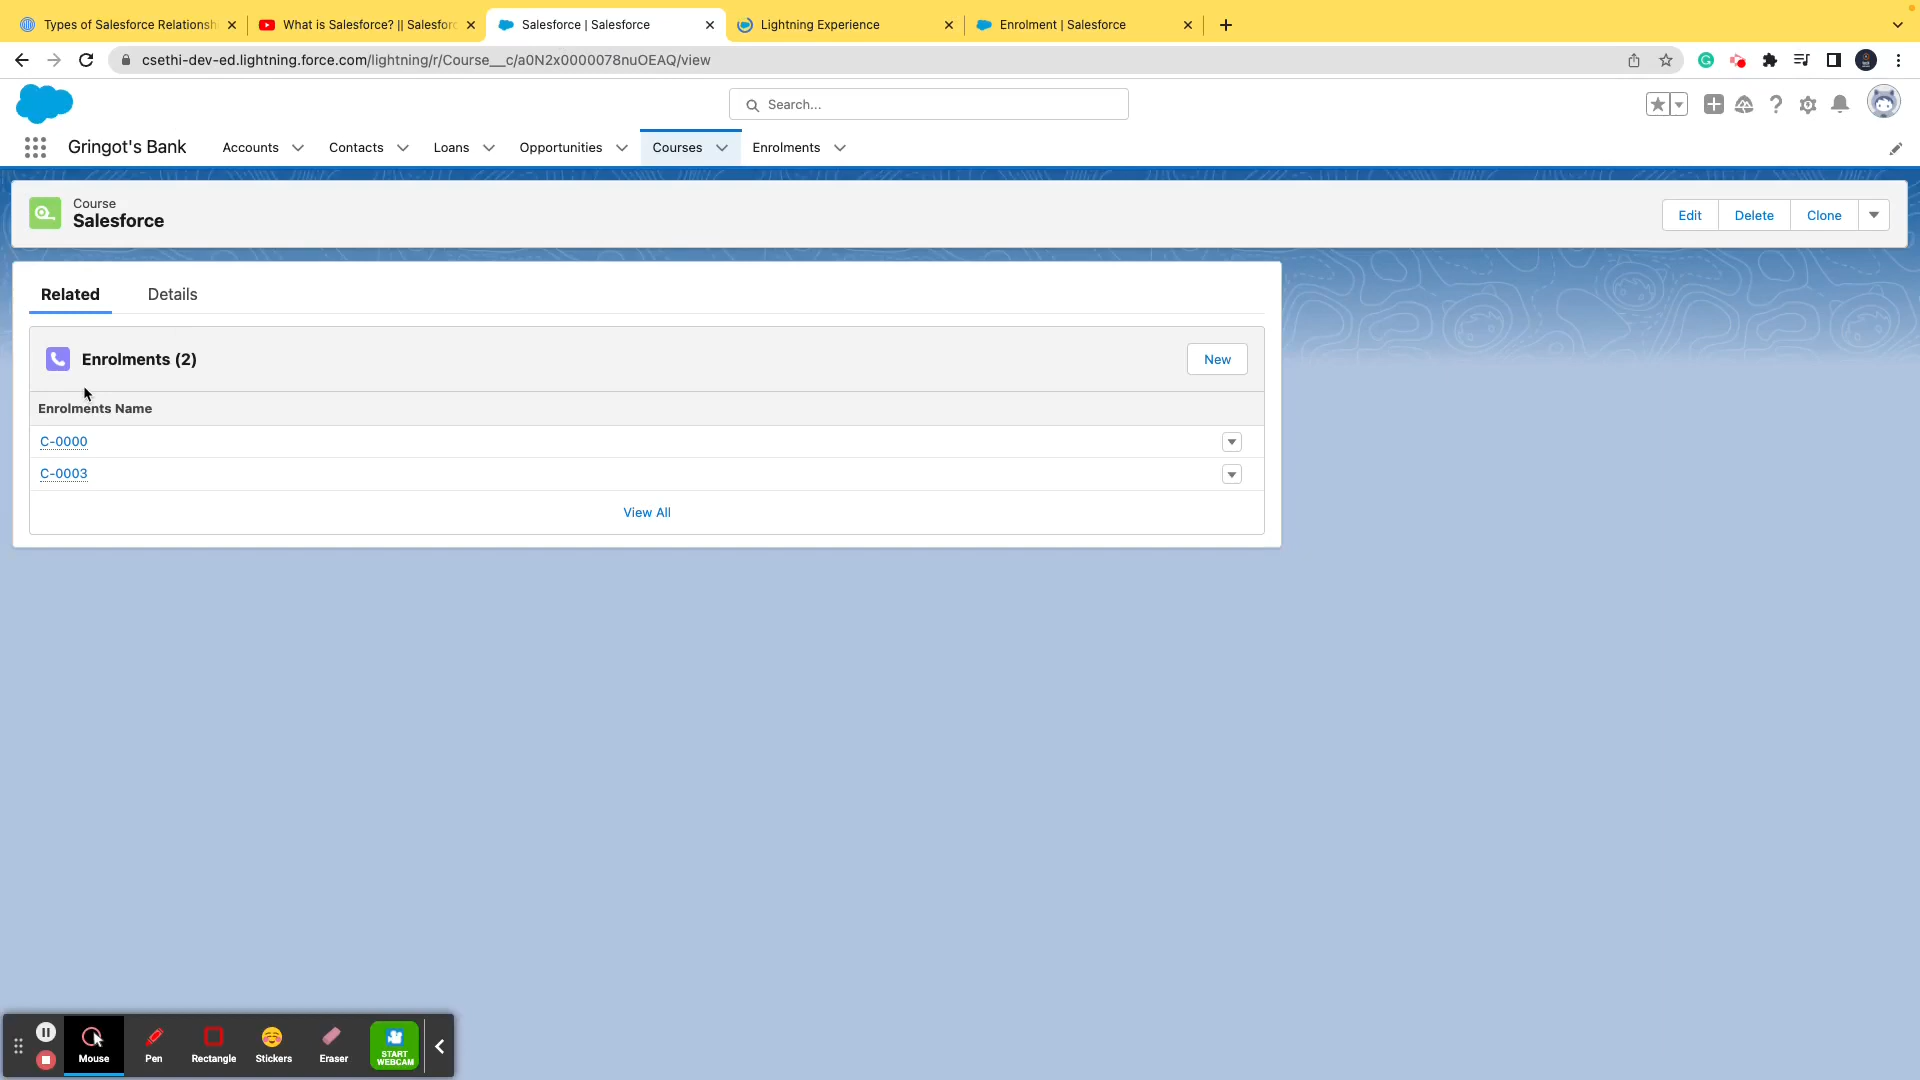 Types of Salesforce Relationsh
What is Salesforce? || Salesforc
Salesforce | Salesforce
Lightning Experience
Enrolment | Salesforce
csethi-dev-ed.lightning.force.com/lightning/r/Course__c/a0N2x0000078nuOEAQ/view
Search...
Gringot's Bank
Accounts
Contacts
Loans
Opportunities
Courses
Enrolments
Course
Salesforce
Edit
Delete
Clone
Related
Details
Enrolments (2)
New
Enrolments Name
C-0000
C-0003
View All
Mouse
Pen
Rectangle
Stickers
Eraser
START
WEBCAM